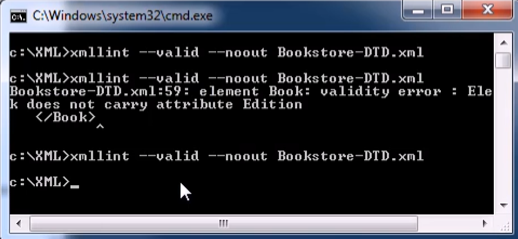 C:\Windows\system32\cmd.exe
c:\XML>xmllint --valid --noout Bookstore-DTD.xml
c:\XML>xmllint --valid --noout Bookstore-DTD.xml
Bookstore-DTD.xml:59: element Book: validity error : Ele
k does not carry attribute Edition
</Book>
^
c:\XML>xmllint --valid --noout Bookstore-DTD.xml
c:\XML>_